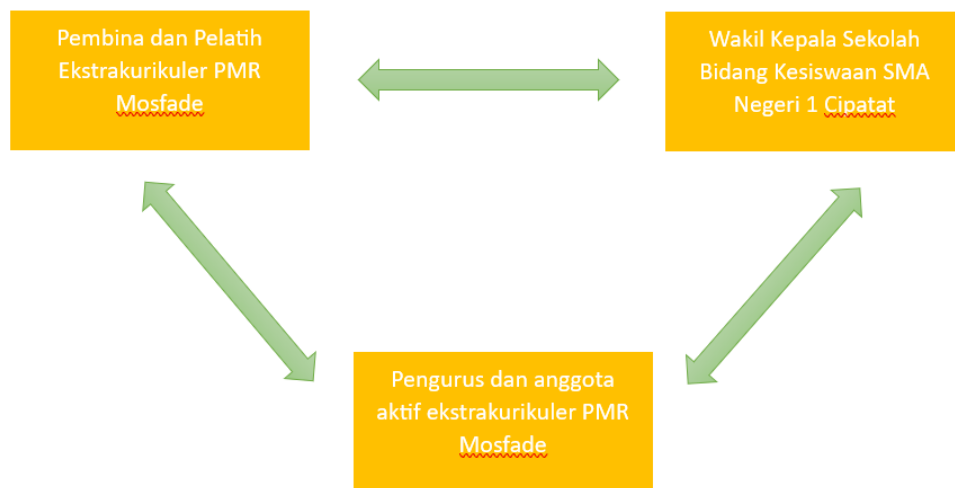 Pembina dan Pelatih
Ekstrakurikuler PMR
Mosfade
Wakil Kepala Sekolah
Bidang Kesiswaan SMA
Negeri 1 Cipatat
Pengurus dan anggota
aktif ekstrakurikuler PMR
Mosfade